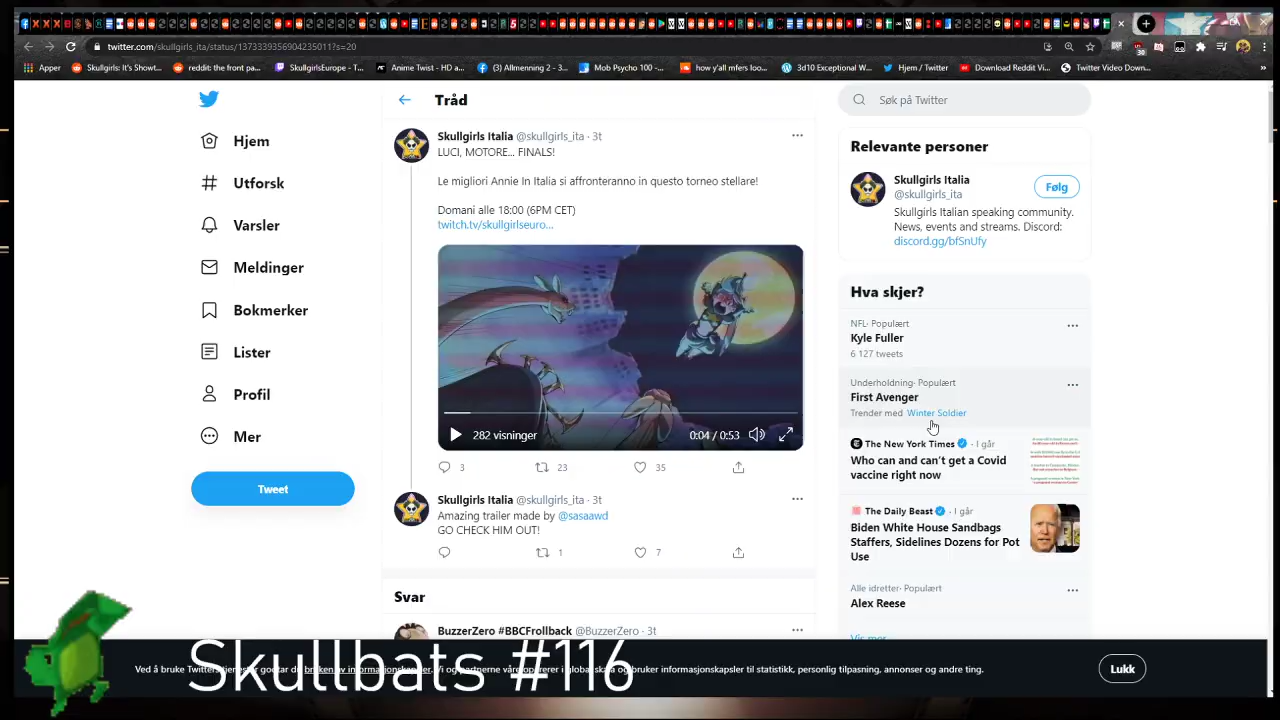 twitter.com/skullgirls_ita/status/1373339356904235011?s=20
Apper
Skullgirls: It's Showt...
reddit: the front pa...
SkullgirlsEurope - T...
Anime Twist - HD a...
(3) Allmenning 2 - 3...
Mob Psycho 100 -...
how y'all mfers loo...
3d10 Exceptional W...
Hjem / Twitter
Download Reddit Vi...
Twitter Video Down...
Hjem
Utforsk
Varsler
Meldinger
Bokmerker
Lister
Profil
Mer
Tweet
Tråd
Skullgirls Italia @skullgirls_ita · 3t
LUCI, MOTORE... FINALS!
Le migliori Annie In Italia si affronteranno in questo torneo stellare!
Domani alle 18:00 (6PM CET)
twitch.tv/skullgirlseuro...
282 visninger
0:04 / 0:53
3
23
35
Skullgirls Italia @skullgirls_ita · 3t
Amazing trailer made by @sasaawd
GO CHECK HIM OUT!
1
7
Svar
BuzzerZero #BBCFrollback @BuzzerZero · 3t
Søk på Twitter
Relevante personer
Skullgirls Italia
@skullgirls_ita
Følg
Skullgirls Italian speaking community.
News, events and streams. Discord:
discord.gg/bfSnUfy
Hva skjer?
NFL· Populært
Kyle Fuller
6 127 tweets
Underholdning· Populært
First Avenger
Trender med Winter Soldier
The New York Times · I går
Who can and can't get a Covid
vaccine right now
The Daily Beast · I går
Biden White House Sandbags
Staffers, Sidelines Dozens for Pot
Use
Alle idretter· Populært
Alex Reese
Vis mer
Lukk
Skullbats #116